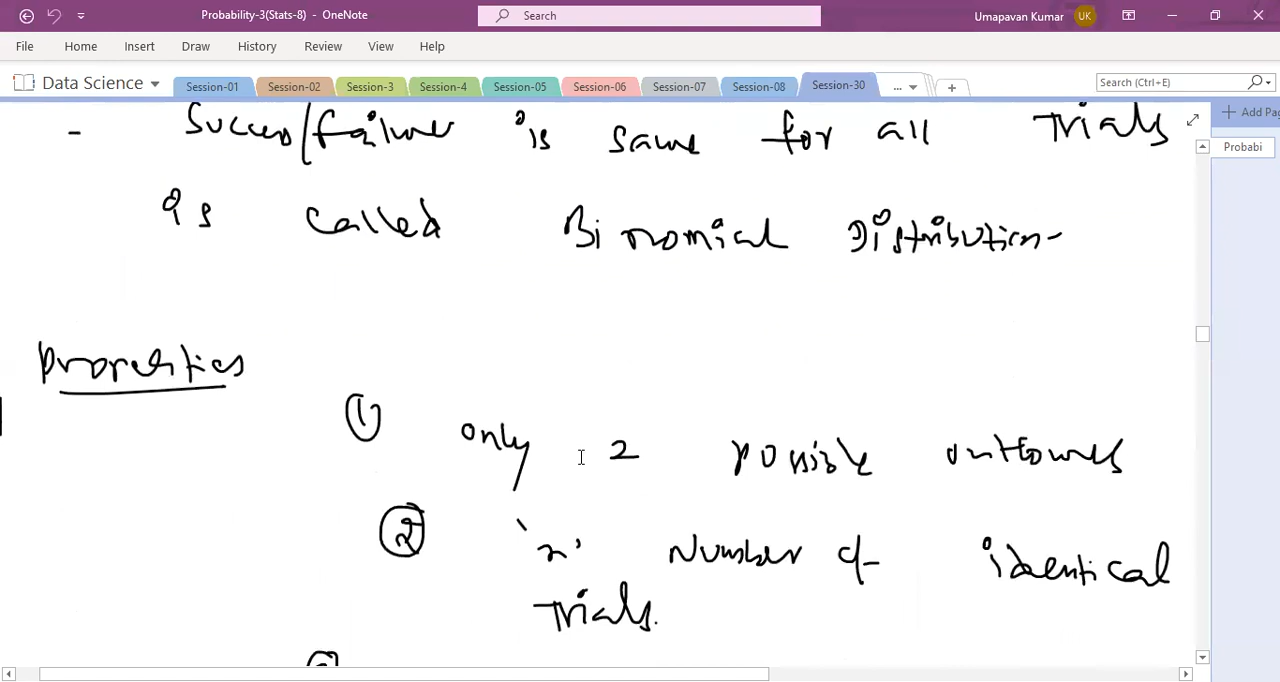 Probability-3(Stats-8) - OneNote
Search
Umapavan Kumar UK
File Home Insert Draw History Review View Help
Data Science Session-01 Session-02 Session-3 Session-4 Session-05 Session-06 Session-07 Session-08 Session-30 ... +
Search (Ctrl+E)
+ Add Pag
Probabi
- Success/failure is same for all Trials
is called Binomial Distribution-
Properties
① only 2 possible outcomes
② 'n' Number of identical
Trials.